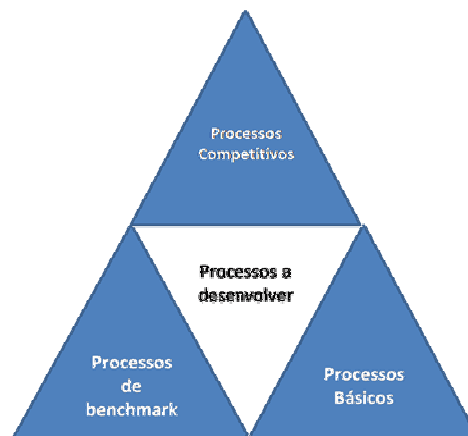 Processos
Competitivos
Processos a
desenvolver
Processos
de
benchmark
Processos
Básicos